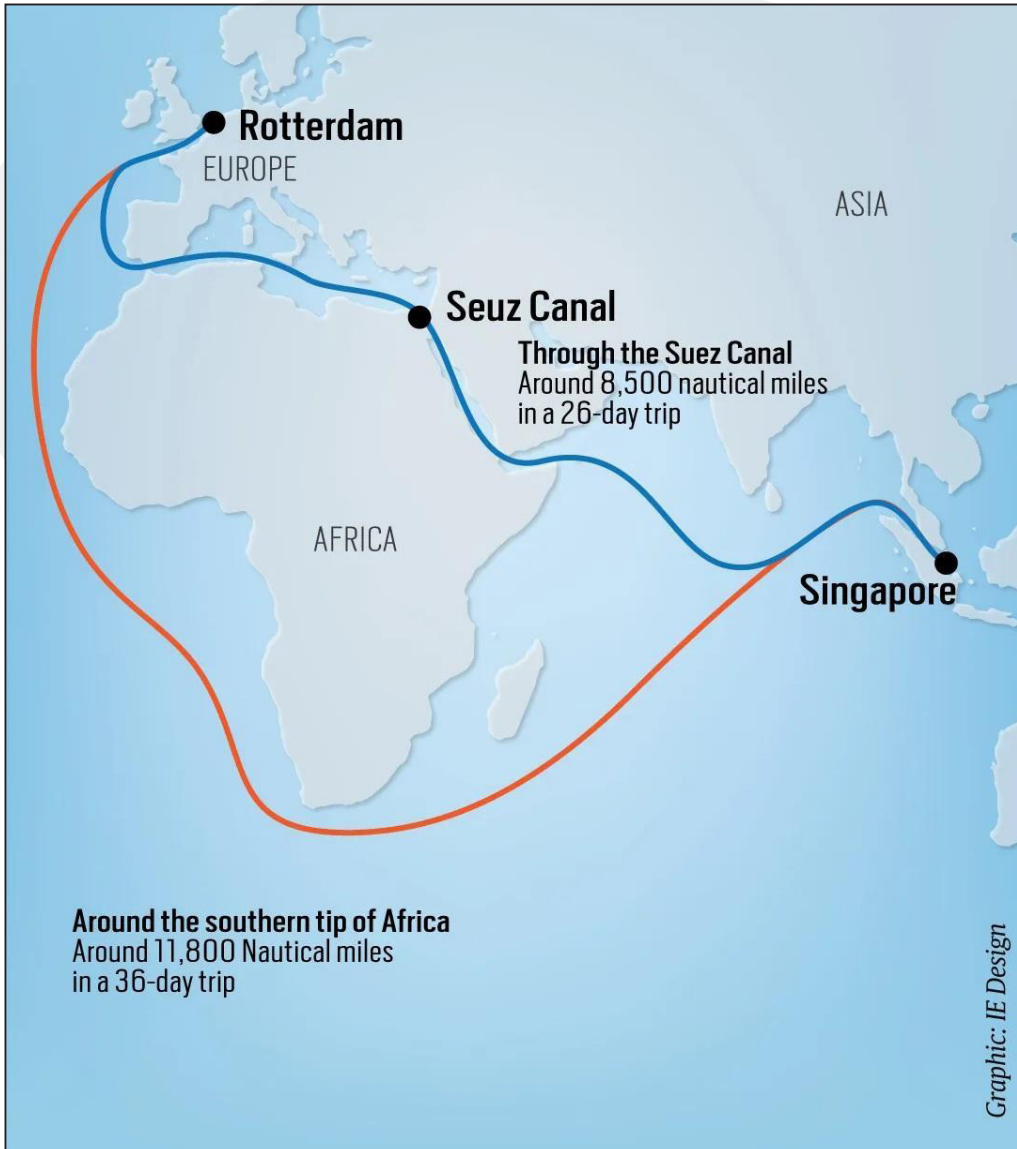 Rotterdam
EUROPE
ASIA
Seuz Canal
Through the Suez Canal
Around 8,500 nautical miles
in a 26-day trip
AFRICA
Singapore
Around the southern tip of Africa
Around 11,800 Nautical miles
in a 36-day trip
Graphic: IE Design